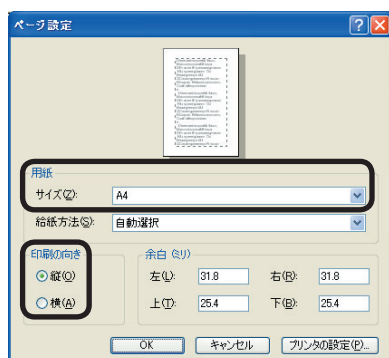 ページ設定
用紙
サイズ(Z): A4
給紙方法(S): 自動選択
印刷の向き
縦(O)
横(A)
余白 (ミリ)
左(L): 31.8 右(R): 31.8
上(T): 25.4 下(B): 25.4
OK キャンセル プリンタの設定(P)...